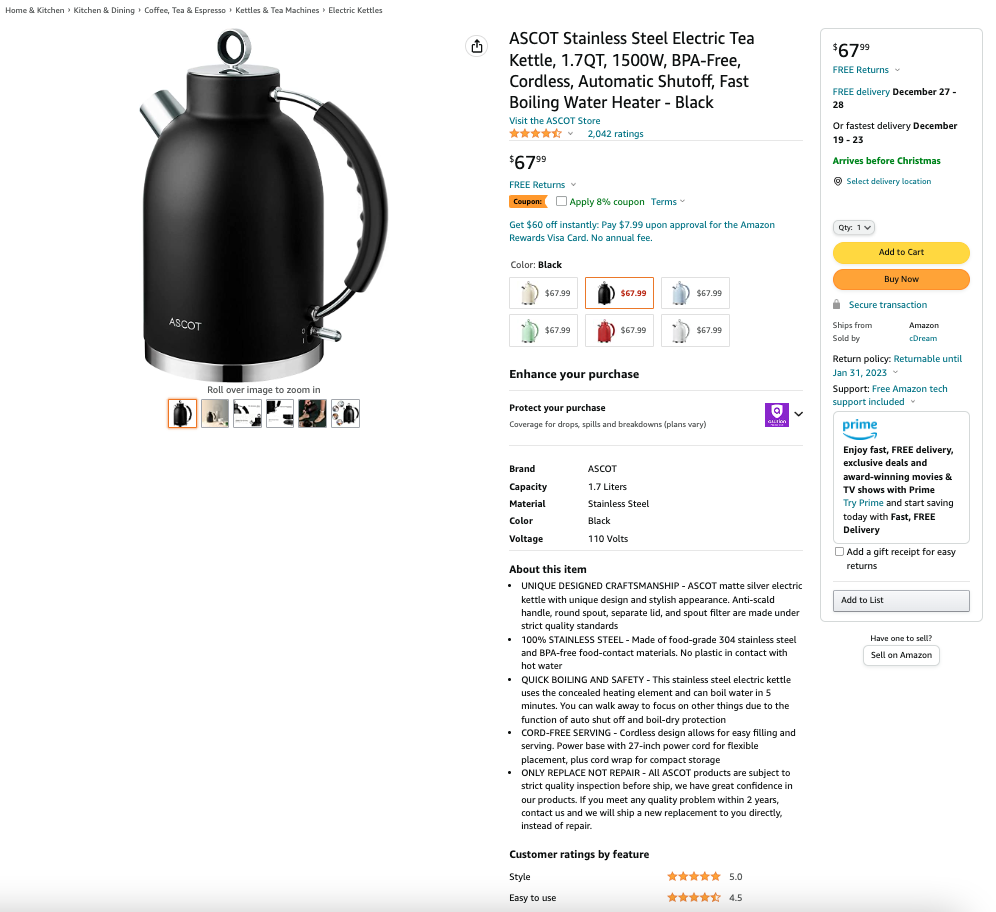 Home & Kitchen › Kitchen & Dining › Coffee, Tea & Espresso › Kettles & Tea Machines › Electric Kettles
ASCOT
Roll over image to zoom in
ASCOT Stainless Steel Electric Tea
Kettle, 1.7QT, 1500W, BPA-Free,
Cordless, Automatic Shutoff, Fast
Boiling Water Heater - Black
Visit the ASCOT Store
2,042 ratings
$67.99
FREE Returns
Coupon: Apply 8% coupon Terms
Get $60 off instantly: Pay $7.99 upon approval for the Amazon
Rewards Visa Card. No annual fee.
Color: Black
$67.99 $67.99 $67.99
$67.99 $67.99 $67.99
Enhance your purchase
Protect your purchase
Coverage for drops, spills and breakdowns (plans vary)
Brand ASCOT
Capacity 1.7 Liters
Material Stainless Steel
Color Black
Voltage 110 Volts
About this item
• UNIQUE DESIGNED CRAFTSMANSHIP - ASCOT matte silver electric
kettle with unique design and stylish appearance. Anti-scald
handle, round spout, separate lid, and spout filter are made under
strict quality standards
• 100% STAINLESS STEEL - Made of food-grade 304 stainless steel
and BPA-free food-contact materials. No plastic in contact with
hot water
• QUICK BOILING AND SAFETY - This stainless steel electric kettle
uses the concealed heating element and can boil water in 5
minutes. You can walk away to focus on other things due to the
function of auto shut off and boil-dry protection
• CORD-FREE SERVING - Cordless design allows for easy filling and
serving. Power base with 27-inch power cord for flexible
placement, plus cord wrap for compact storage
• ONLY REPLACE NOT REPAIR - All ASCOT products are subject to
strict quality inspection before ship, we have great confidence in
our products. If you meet any quality problem within 2 years,
contact us and we will ship a new replacement to you directly,
instead of repair.
Customer ratings by feature
Style 5.0
Easy to use 4.5
$67.99
FREE Returns
FREE delivery December 27 -
28
Or fastest delivery December
19 - 23
Arrives before Christmas
Select delivery location
Qty: 1
Add to Cart
Buy Now
Secure transaction
Ships from Amazon
Sold by cDream
Return policy: Returnable until
Jan 31, 2023
Support: Free Amazon tech
support included
prime
Enjoy fast, FREE delivery,
exclusive deals and
award-winning movies &
TV shows with Prime
Try Prime and start saving
today with Fast, FREE
Delivery
Add a gift receipt for easy
returns
Add to List
Have one to sell?
Sell on Amazon